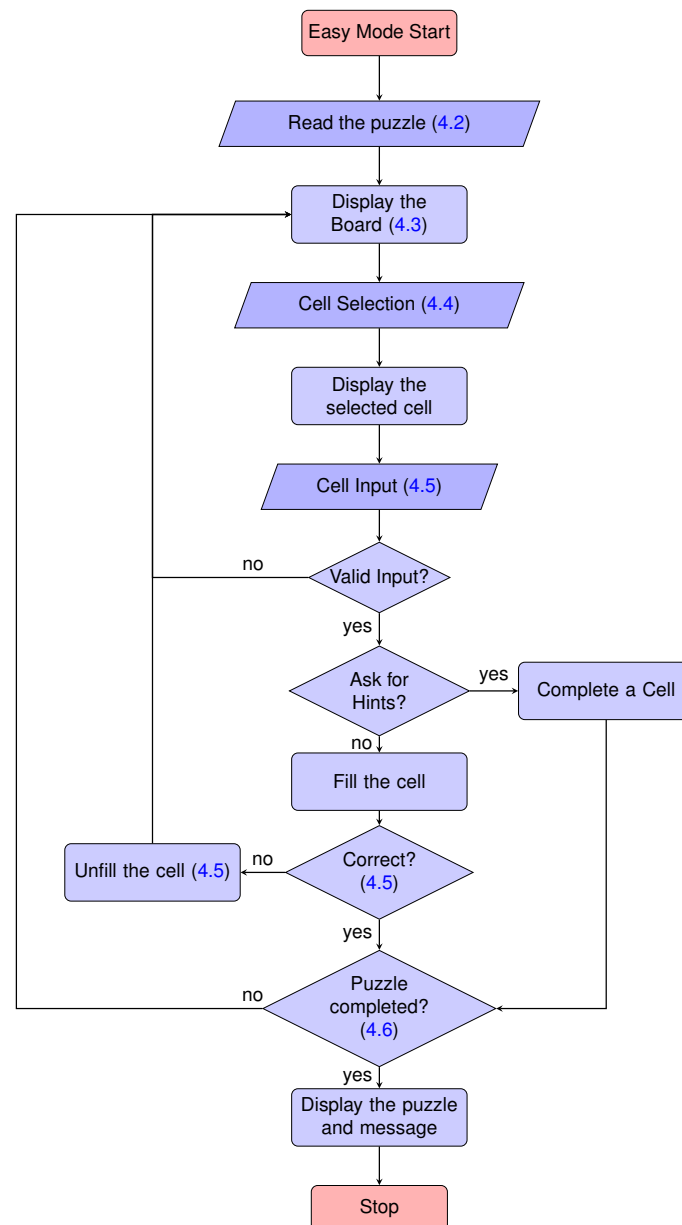 Easy Mode Start
Read the puzzle (4.2)
Display the
Board (4.3)
Cell Selection (4.4)
Display the
selected cell
Cell Input (4.5)
Valid Input?
no
yes
Ask for
Hints?
yes
Complete a Cell
no
Fill the cell
Correct?
(4.5)
no
Unfill the cell (4.5)
yes
Puzzle
completed?
(4.6)
no
yes
Display the puzzle
and message
Stop